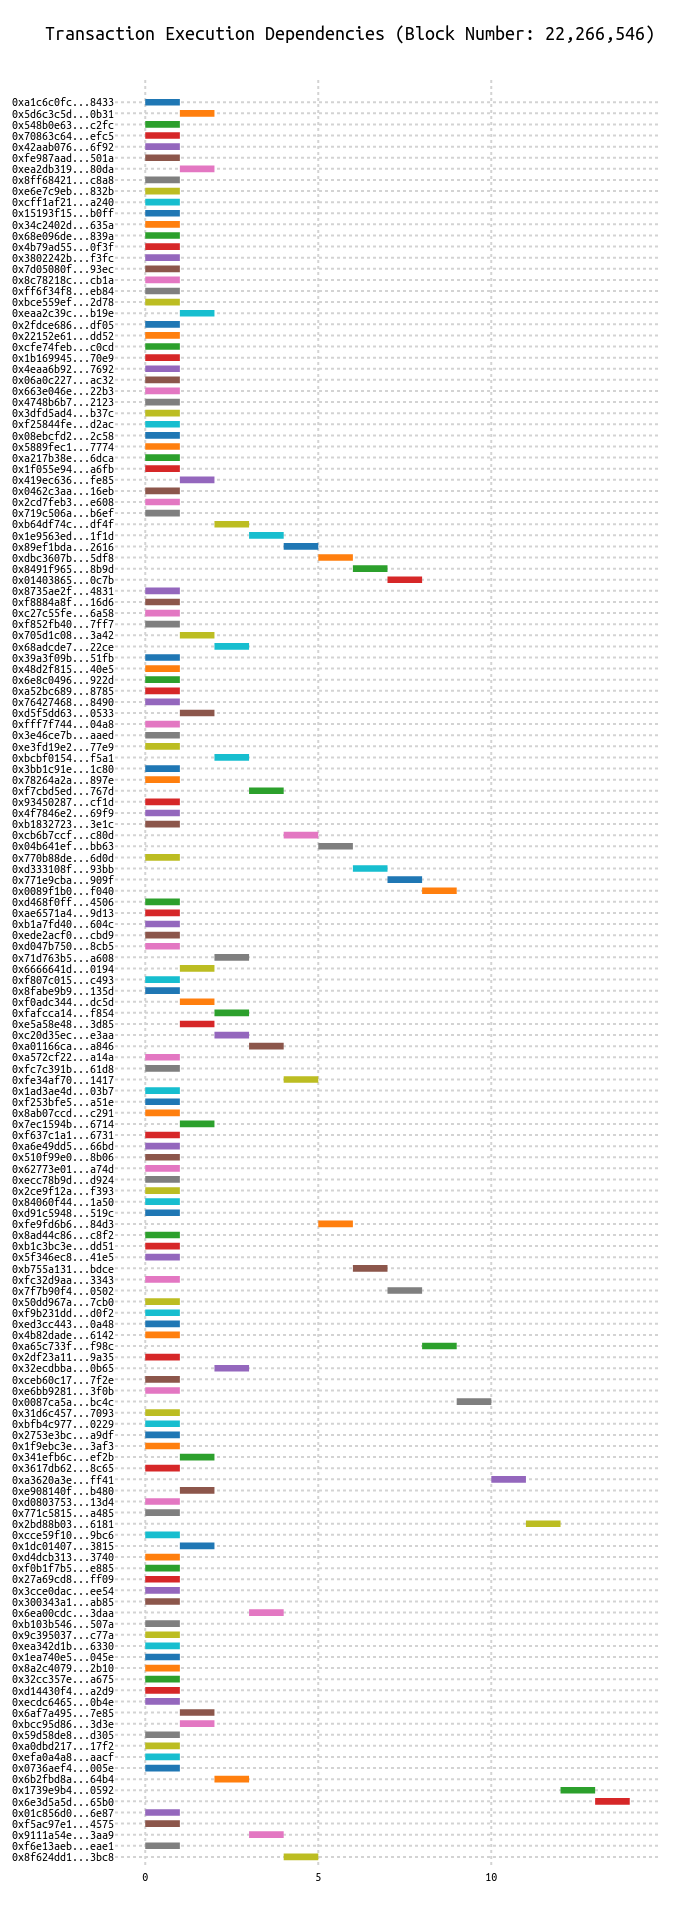 Transaction Execution Dependencies (Block Number: 22,266,546)
0xa1c6c0fc...8433
0x5d6c3c5d...0b31
0x548b0e63...c2fc
0x70863c64...efc5
0x42aab076...6f92
0xfe987aad...501a
0xea2db319...80da
0x8ff68421...c8a8
0xe6e7c9eb...832b
0xcff1af21...a240
0x15193f15...b0ff
0x34c2402d...635a
0x68e096de...839a
0x4b79ad55...0f3f
0x3802242b...f3fc
0x7d05080f...93ec
0x8c78218c...cb1a
0xff6f34f8...eb84
0xbce559ef...2d78
0xeaa2c39c...b19e
0x2fdce686...df05
0x22152e61...dd52
0xcfe74feb...c0cd
0x1b169945...70e9
0x4eaa6b92...7692
0x06a0c227...ac32
0x663e046e...22b3
0x4748b6b7...2123
0x3dfd5ad4...b37c
0xf25844fe...d2ac
0x08ebcfd2...2c58
0x5889fec1...7774
0xa217b38e...6dca
0x1f055e94...a6fb
0x419ec636...fe85
0x0462c3aa...16eb
0x2cd7feb3...e608
0x719c506a...b6ef
0xb64df74c...df4f
0x1e9563ed...1f1d
0x89ef1bda...2616
0xdbc3607b...5df8
0x8491f965...8b9d
0x01403865...0c7b
0x8735ae2f...4831
0xf8884a8f...16d6
0xc27c55fe...6a58
0xf852fb40...7ff7
0x705d1c08...3a42
0x68adcde7...22ce
0x39a3f09b...51fb
0x48d2f815...40e5
0x6e8c0496...922d
0xa52bc689...8785
0x76427468...8490
0xd5f5dd63...0533
0xfff7f744...04a8
0x3e46ce7b...aaed
0xe3fd19e2...77e9
0xbcbf0154...f5a1
0x3bb1c91e...1c80
0x78264a2a...897e
0xf7cbd5ed...767d
0x93450287...cf1d
0x4f7846e2...69f9
0xb1832723...3e1c
0xcb6b7ccf...c80d
0x04b641ef...bb63
0x770b88de...6d0d
0xd333108f...93bb
0x771e9cba...909f
0x0089f1b0...f040
0xd468f0ff...4506
0xae6571a4...9d13
0xb1a7fd40...604c
0xede2acf0...cbd9
0xd047b750...8cb5
0x71d763b5...a608
0x6666641d...0194
0xf807c015...c493
0x8fabe9b9...135d
0xf0adc344...dc5d
0xfafcca14...f854
0xe5a58e48...3d85
0xc20d35ec...e3aa
0xa01166ca...a846
0xa572cf22...a14a
0xfc7c391b...61d8
0xfe34af70...1417
0x1ad3ae4d...03b7
0xf253bfe5...a51e
0x8ab07ccd...c291
0x7ec1594b...6714
0xf637c1a1...6731
0xa6e49dd5...66bd
0x510f99e0...8b06
0x62773e01...a74d
0xecc78b9d...d924
0x2ce9f12a...f393
0x84060f44...1a50
0xd91c5948...519c
0xfe9fd6b6...84d3
0x8ad44c86...c8f2
0xb1c3bc3e...dd51
0x5f346ec8...41e5
0xb755a131...bdce
0xfc32d9aa...3343
0x7f7b90f4...0502
0x50dd967a...7cb0
0xf9b231dd...d0f2
0xed3cc443...0a48
0x4b82dade...6142
0xa65c733f...f98c
0x2df23a11...9a35
0x32ecdbba...0b65
0xceb60c17...7f2e
0xe6bb9281...3f0b
0x0087ca5a...bc4c
0x31d6c457...7093
0xbfb4c977...0229
0x2753e3bc...a9df
0x1f9ebc3e...3af3
0x341efb6c...ef2b
0x3617db62...8c65
0xa3620a3e...ff41
0xe908140f...b480
0xd0803753...13d4
0x771c5815...a485
0x2bd88b03...6181
0xcce59f10...9bc6
0x1dc01407...3815
0xd4dcb313...3740
0xf0b1f7b5...e885
0x27a69cd8...ff09
0x3cce0dac...ee54
0x300343a1...ab85
0x6ea00cdc...3daa
0xb103b546...507a
0x9c395037...c77a
0xea342d1b...6330
0x1ea740e5...045e
0x8a2c4079...2b10
0x32cc357e...a675
0xd14430f4...a2d9
0xecdc6465...0b4e
0x6af7a495...7e85
0xbcc95d86...3d3e
0x59d58de8...d305
0xa0dbd217...17f2
0xefa0a4a8...aacf
0x0736aef4...005e
0x6b2fbd8a...64b4
0x1739e9b4...0592
0x6e3d5a5d...65b0
0x01c856d0...6e87
0xf5ac97e1...4575
0x9111a54e...3aa9
0xf6e13aeb...eae1
0x8f624dd1...3bc8
0 5 10